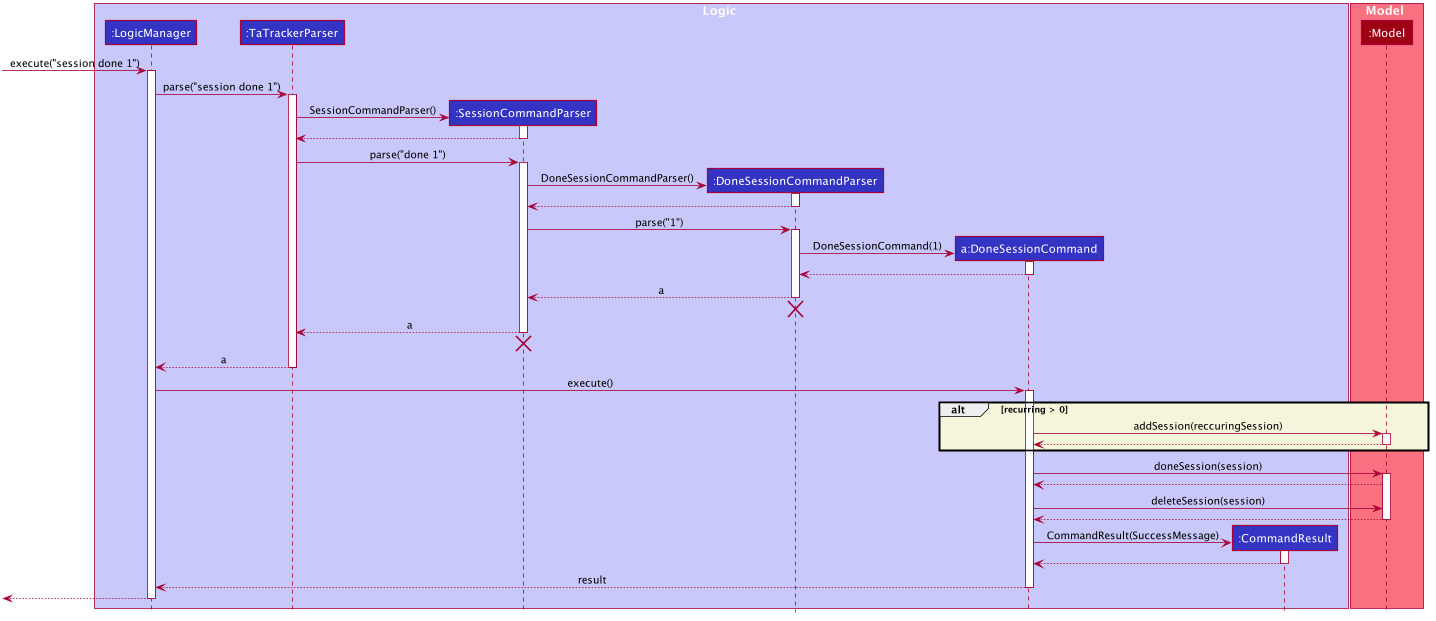 Logic
Model
:LogicManager
:TaTrackerParser
:Model
execute("session done 1")
parse("session done 1")
SessionCommandParser()
:SessionCommandParser
parse("done 1")
DoneSessionCommandParser()
:DoneSessionCommandParser
parse("1")
DoneSessionCommand(1)
a:DoneSessionCommand
a
a
a
execute()
alt
[recurring > 0]
addSession(reccuringSession)
doneSession(session)
deleteSession(session)
CommandResult(SuccessMessage)
:CommandResult
result